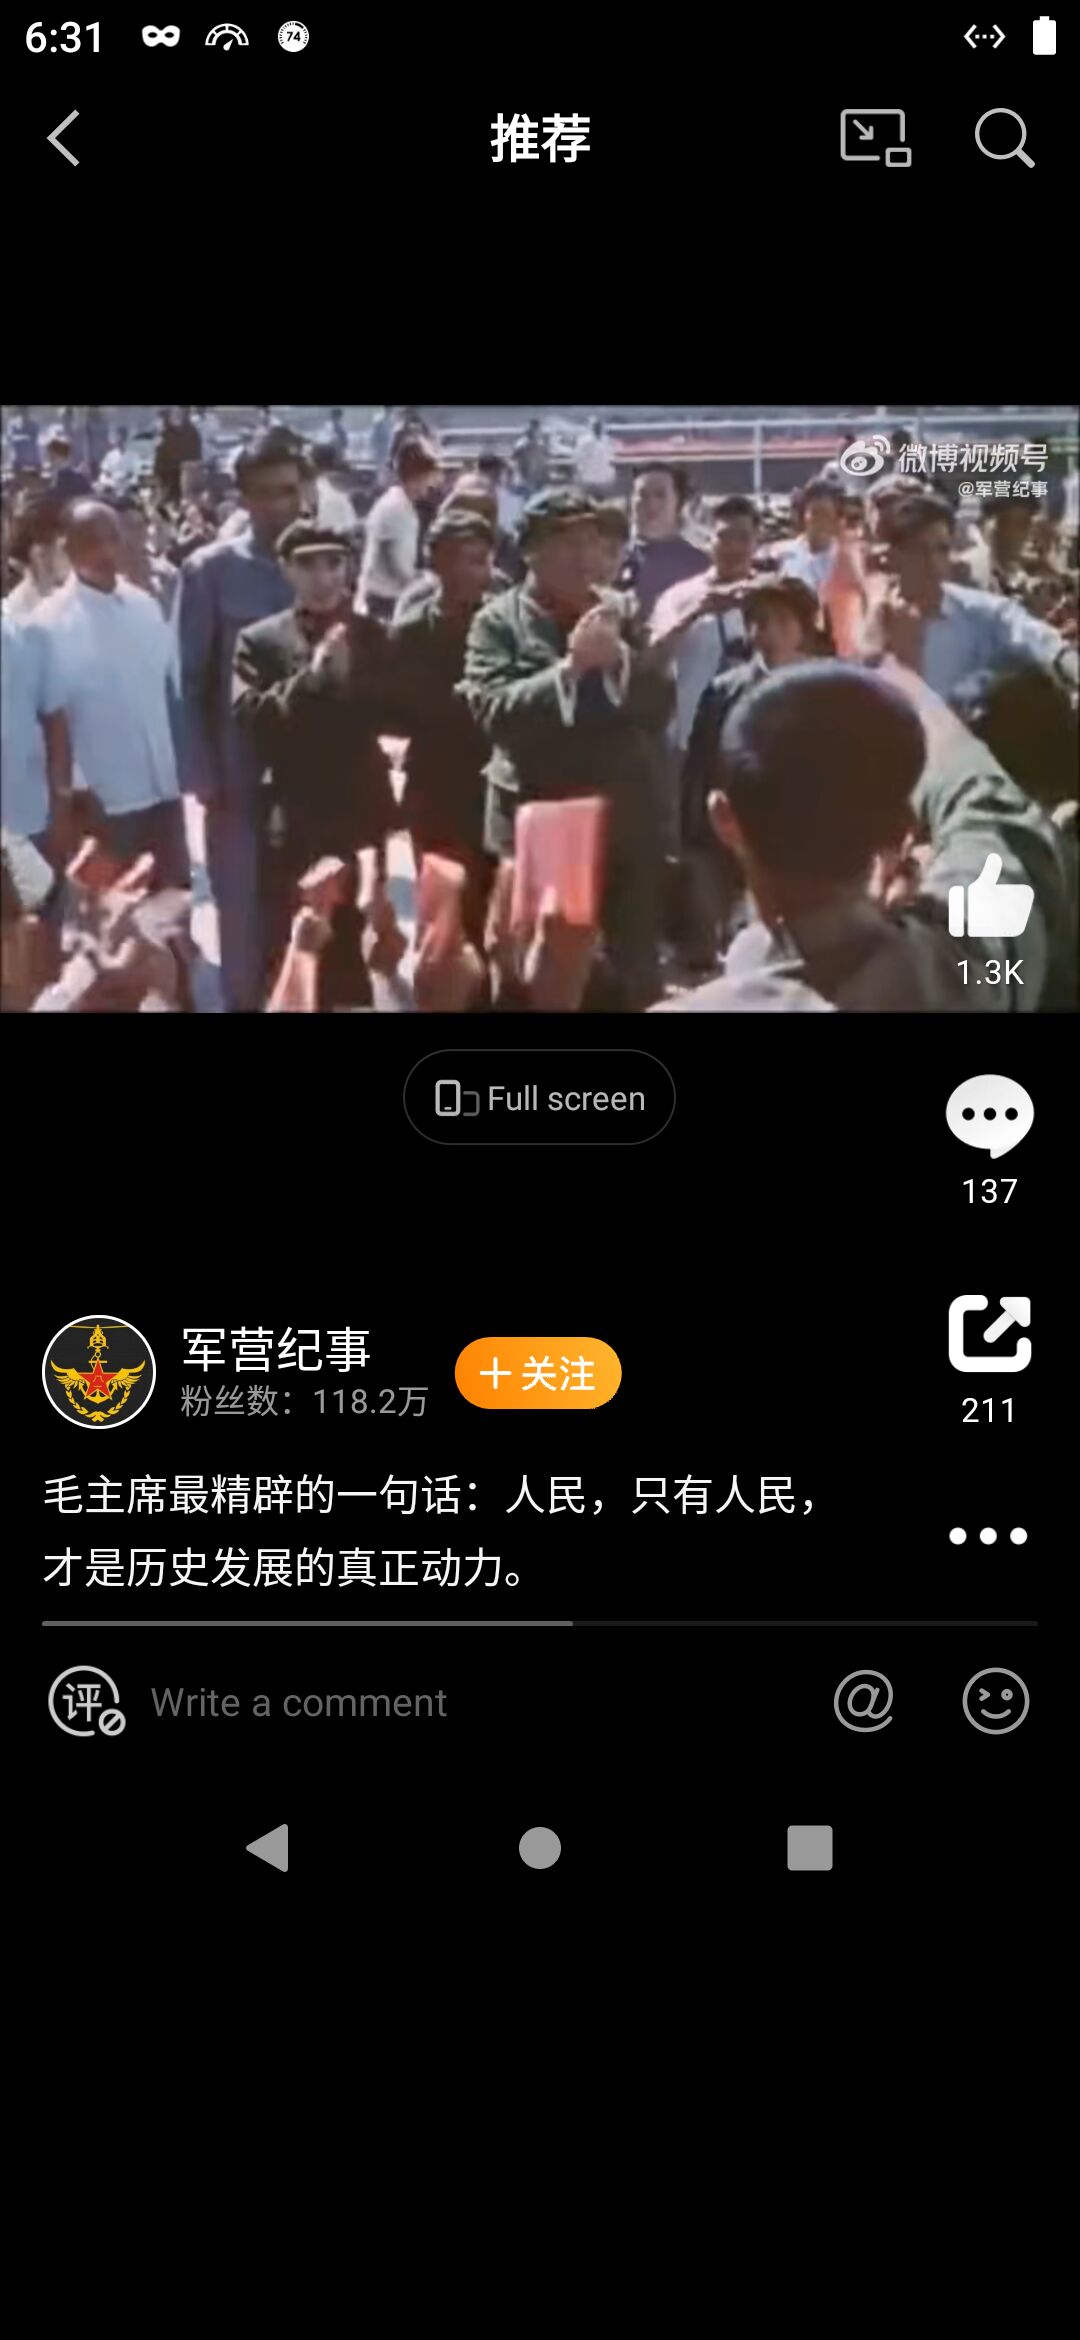 6:31
74
推荐
微博视频号
@军营纪事
1.3K
Full screen
137
军营纪事
粉丝数：118.2万
+关注
211
毛主席最精辟的一句话：人民，只有人民，
才是历史发展的真正动力。
评
Write a comment